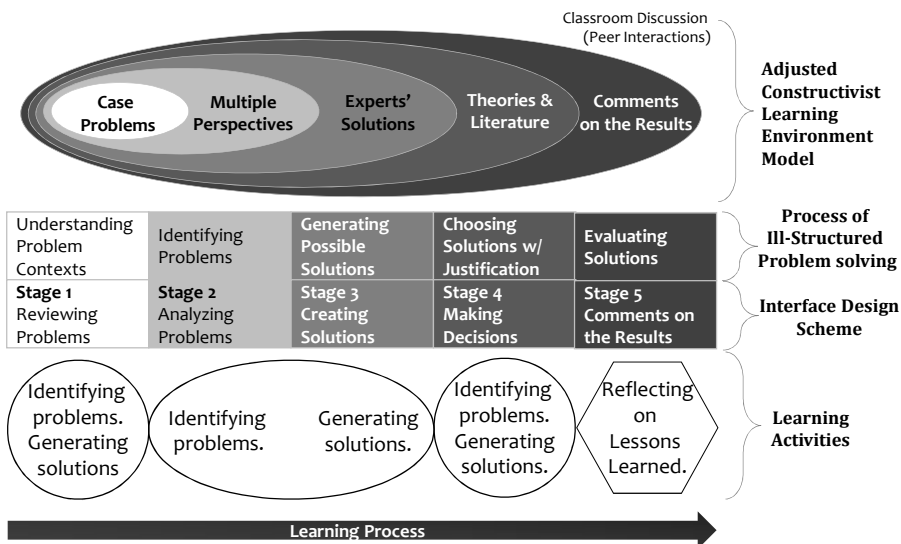 Classroom Discussion
(Peer Interactions)
Case
Problems
Multiple
Perspectives
Experts'
Solutions
Theories &
Literature
Comments
on the Results
Adjusted
Constructivist
Learning
Environment
Model
Understanding
Problem
Contexts
Identifying
Problems
Generating
Possible
Solutions
Choosing
Solutions w/
Justification
Evaluating
Solutions
Process of
Ill-Structured
Problem solving
Stage 1
Reviewing
Problems
Stage 2
Analyzing
Problems
Stage 3
Creating
Solutions
Stage 4
Making
Decisions
Stage 5
Comments on
the Results
Interface Design
Scheme
Identifying
problems.
Generating
solutions
Identifying
problems.
Generating
solutions.
Identifying
problems.
Generating
solutions.
Reflecting
on
Lessons
Learned.
Learning
Activities
Learning Process